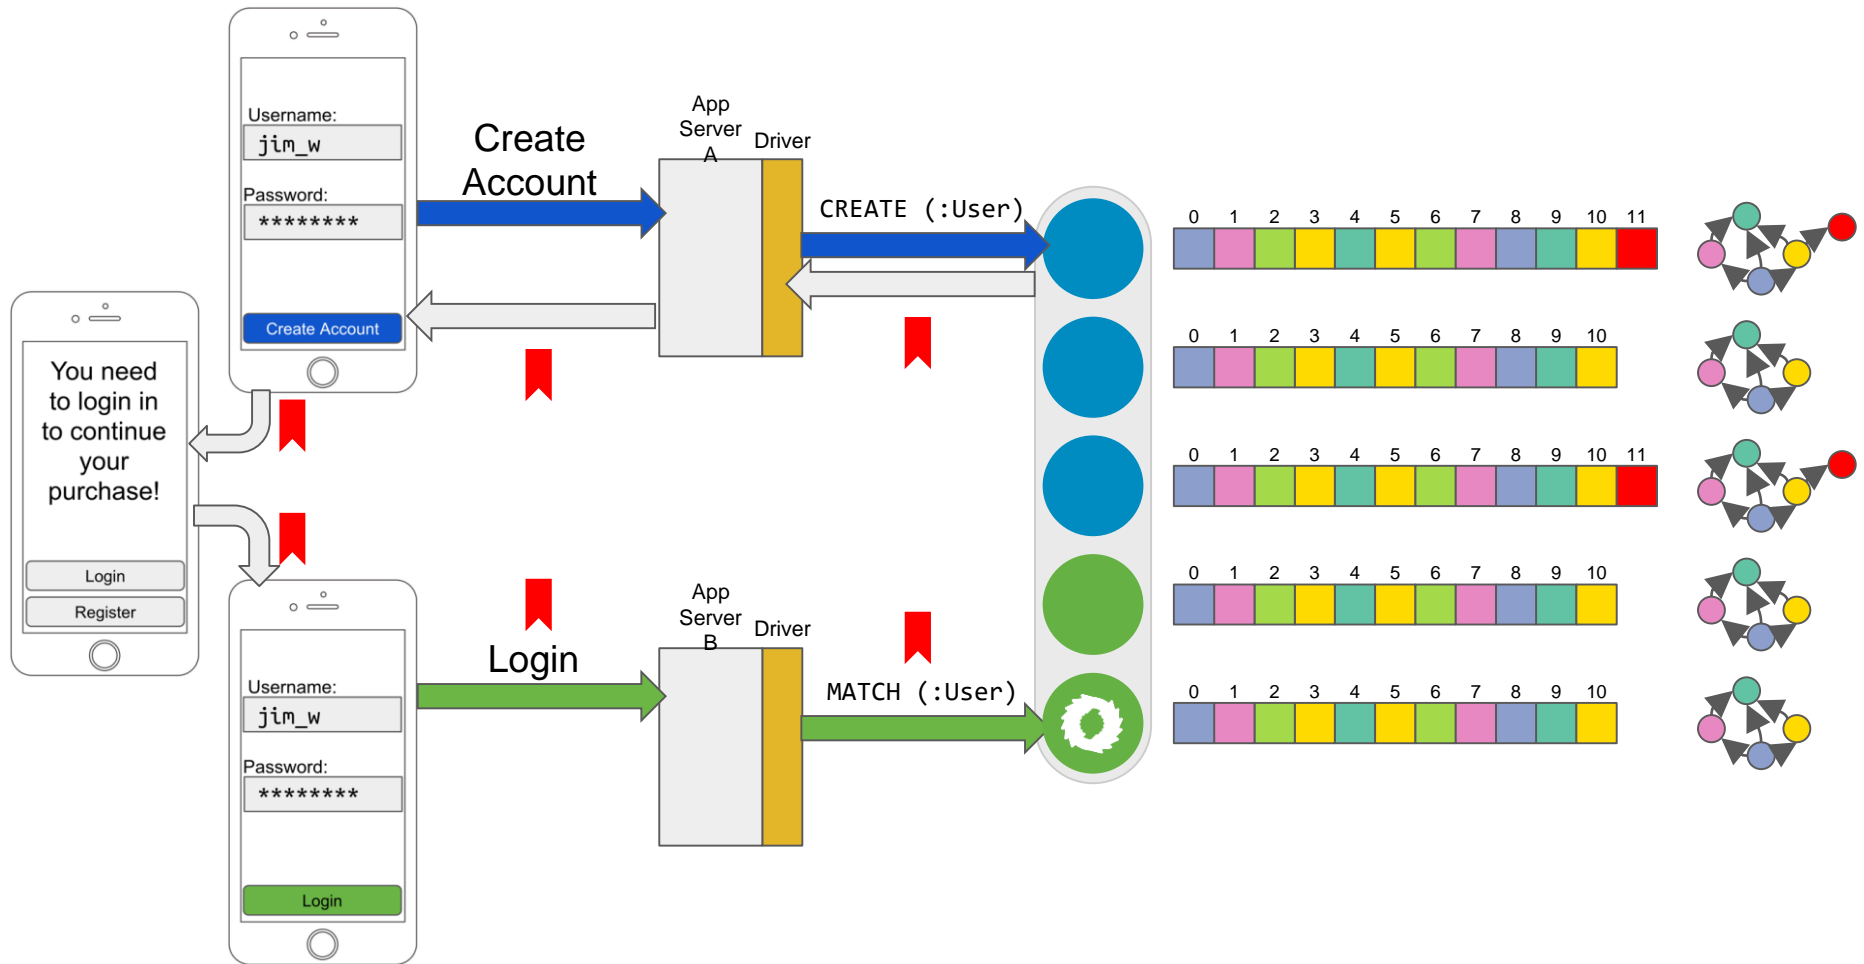 Username:
jim_w
Password:
********
Create Account
You need
to login in
to continue
your
purchase!
Login
Register
Username:
jim_w
Password:
********
Login
Create
Account
App
Server
A
Driver
CREATE (:User)
Login
App
Server
B
Driver
MATCH (:User)
0 1 2 3 4 5 6 7 8 9 10 11
0 1 2 3 4 5 6 7 8 9 10
0 1 2 3 4 5 6 7 8 9 10 11
0 1 2 3 4 5 6 7 8 9 10
0 1 2 3 4 5 6 7 8 9 10